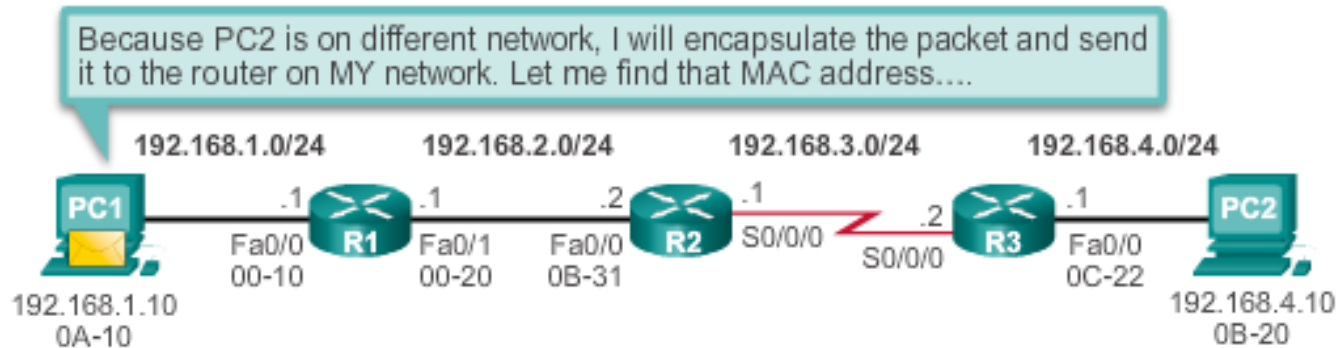 Because PC2 is on different network, I will encapsulate the packet and send
it to the router on MY network. Let me find that MAC address....
192.168.1.0/24 192.168.2.0/24 192.168.3.0/24 192.168.4.0/24
PC1 .1 R1 .1 .2 R2 .1 .2 R3 .1 PC2
Fa0/0 Fa0/1 Fa0/0 S0/0/0 S0/0/0 Fa0/0
00-10 00-20 0B-31 0C-22
192.168.1.10 192.168.4.10
0A-10 0B-20